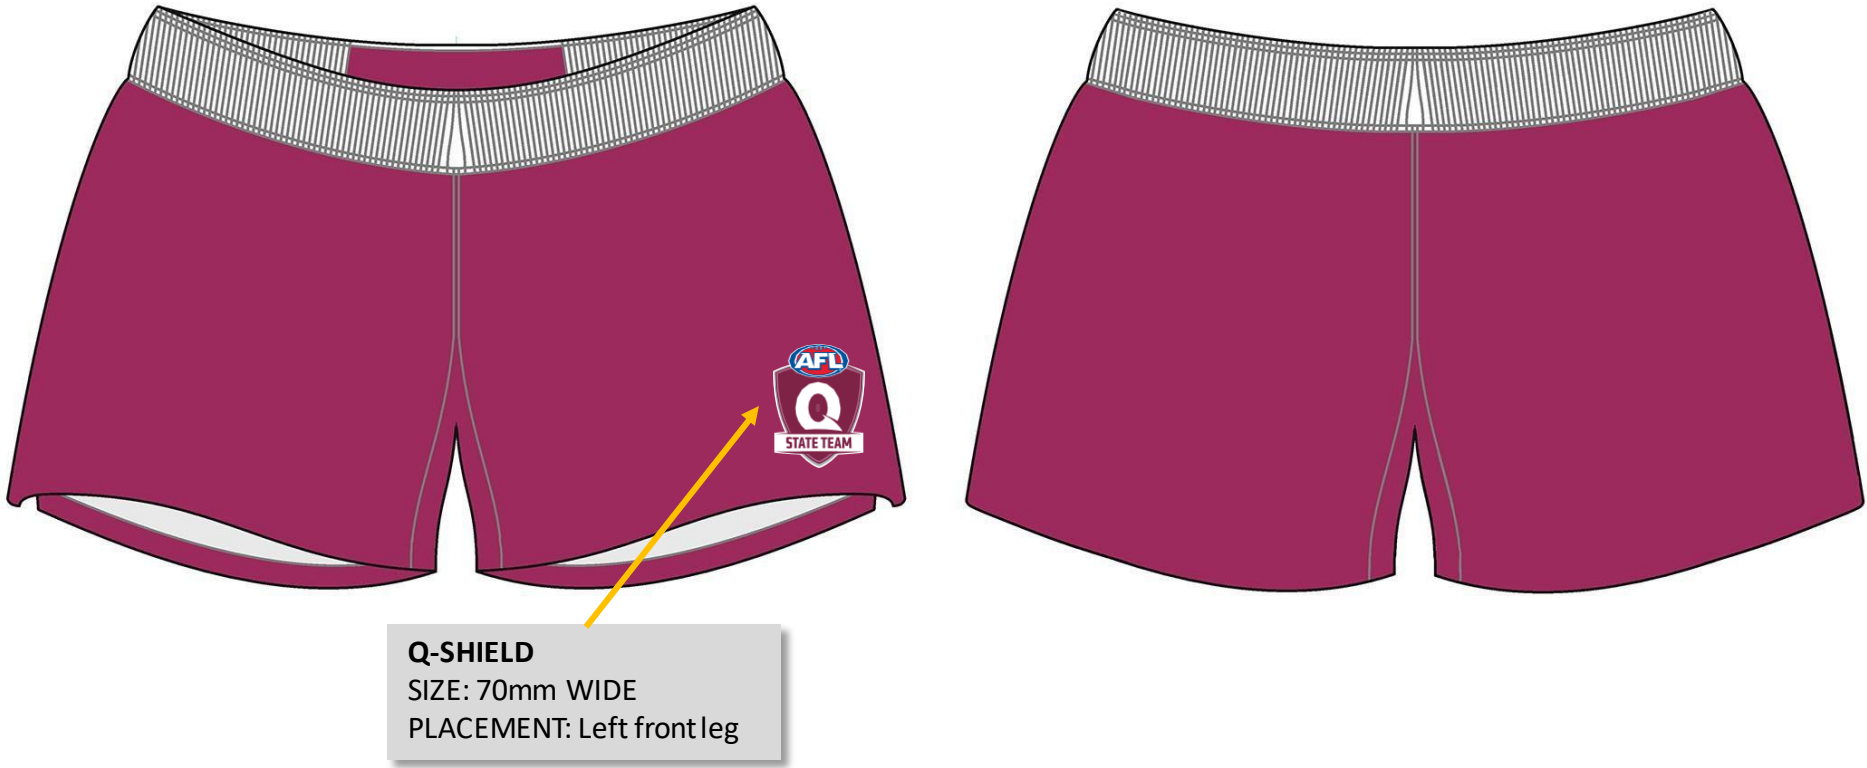 AFL
Q
STATE TEAM
Q-SHIELD
SIZE: 70mm WIDE
PLACEMENT: Left front leg